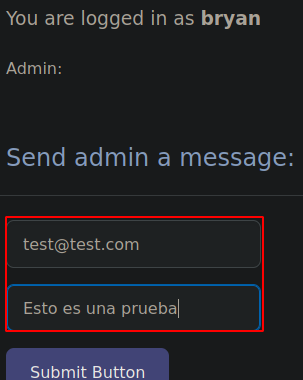 You are logged in as bryan
Admin:
Send admin a message:
test@test.com
Esto es una prueba
Submit Button